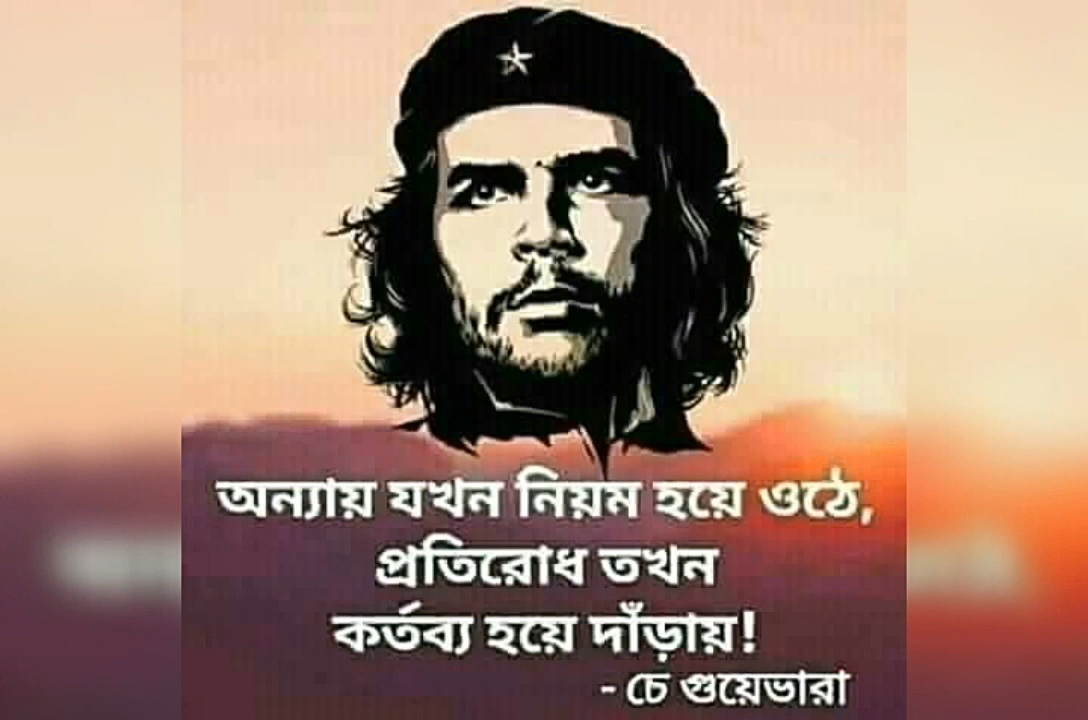 অন্যায় যখন নিয়ম হয়ে ওঠে,
প্রতিরোধ তখন
কর্তব্য হয়ে দাঁড়ায়!
- চে গুয়েভারা